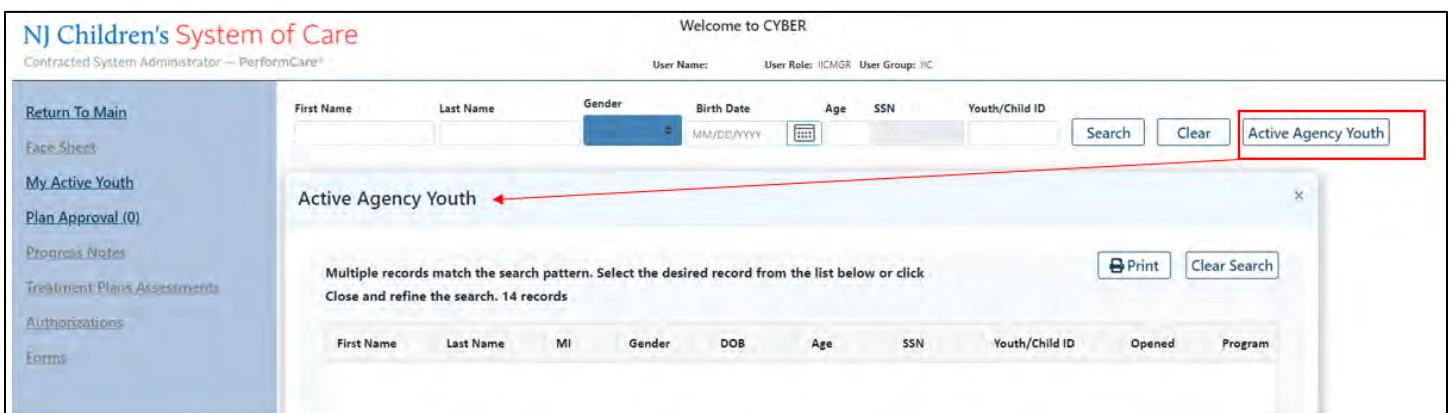 NJ Children's System of Care
Contracted System Administrator — PerformCare®
Welcome to CYBER
User Name: User Role: IICMGR User Group: IIC
Return To Main
Face Sheet
My Active Youth
Plan Approval (0)
Progress Notes
Treatment Plans Assessments
Authorizations
Forms
First Name Last Name Gender Birth Date Age SSN Youth/Child ID
MM/DD/YYYY
Search Clear Active Agency Youth
Active Agency Youth ×
Multiple records match the search pattern. Select the desired record from the list below or click
Close and refine the search. 14 records
Print Clear Search
First Name Last Name MI Gender DOB Age SSN Youth/Child ID Opened Program